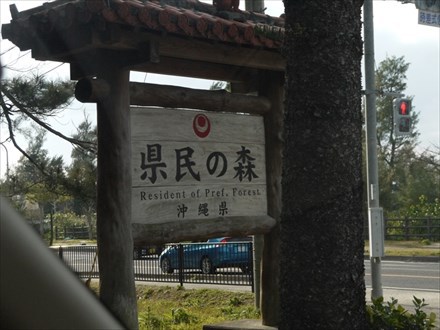 県民の森
Resident of Pref. Forest.
沖縄県